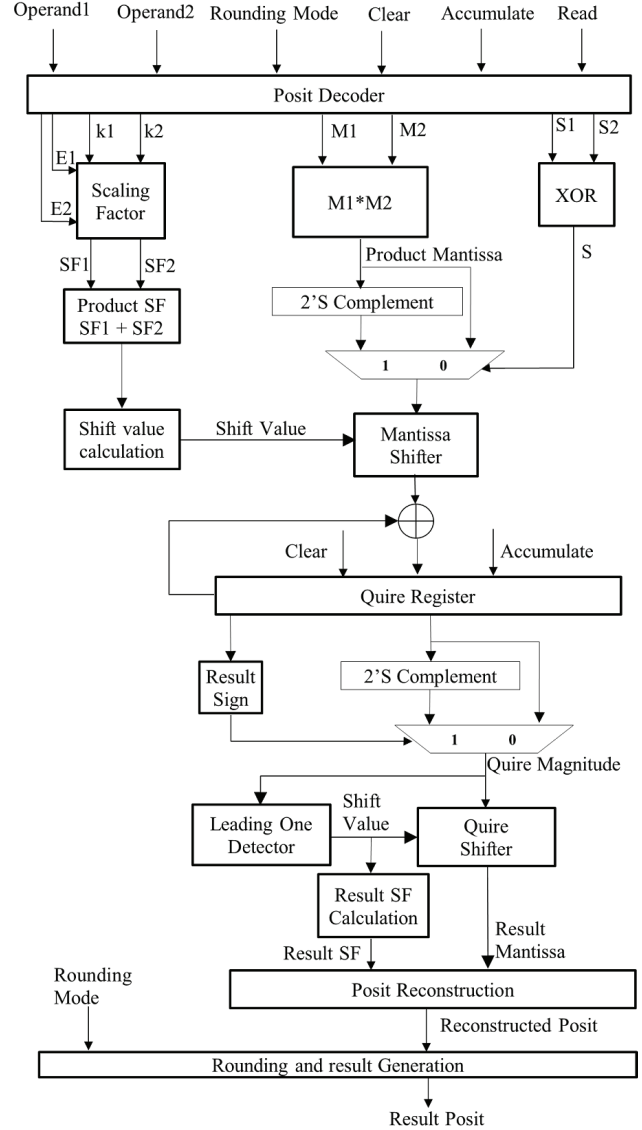 Operand1 Operand2 Rounding Mode Clear Accumulate Read
Posit Decoder
k1 k2 M1 M2 S1 S2
E1
E2
Scaling
Factor
M1*M2
XOR
SF1 SF2
Product Mantissa
S
2'S Complement
Product SF
SF1 + SF2
1 0
Shift value
calculation
Shift Value
Mantissa
Shifter
Clear
Accumulate
Quire Register
Result
Sign
2'S Complement
1 0
Quire Magnitude
Leading One
Detector
Shift
Value
Quire
Shifter
Result SF
Calculation
Result SF
Result
Mantissa
Rounding
Mode
Posit Reconstruction
Reconstructed Posit
Rounding and result Generation
Result Posit